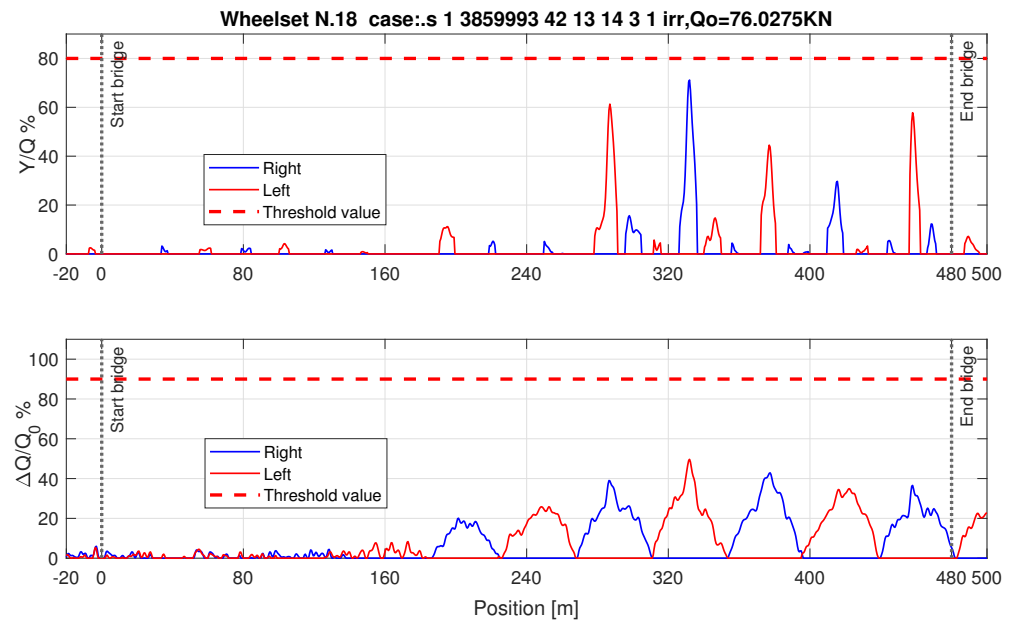 Wheelset N.18 case:.s 1 3859993 42 13 14 3 1 irr,Qo=76.0275KN
80
60
40
20
0
Y/Q %
Start bridge
End bridge
Right
Left
Threshold value
-20 0 80 160 240 320 400 480 500
100
80
60
40
20
0
ΔQ/Q0 %
Start bridge
End bridge
Right
Left
Threshold value
-20 0 80 160 240 320 400 480 500
Position [m]